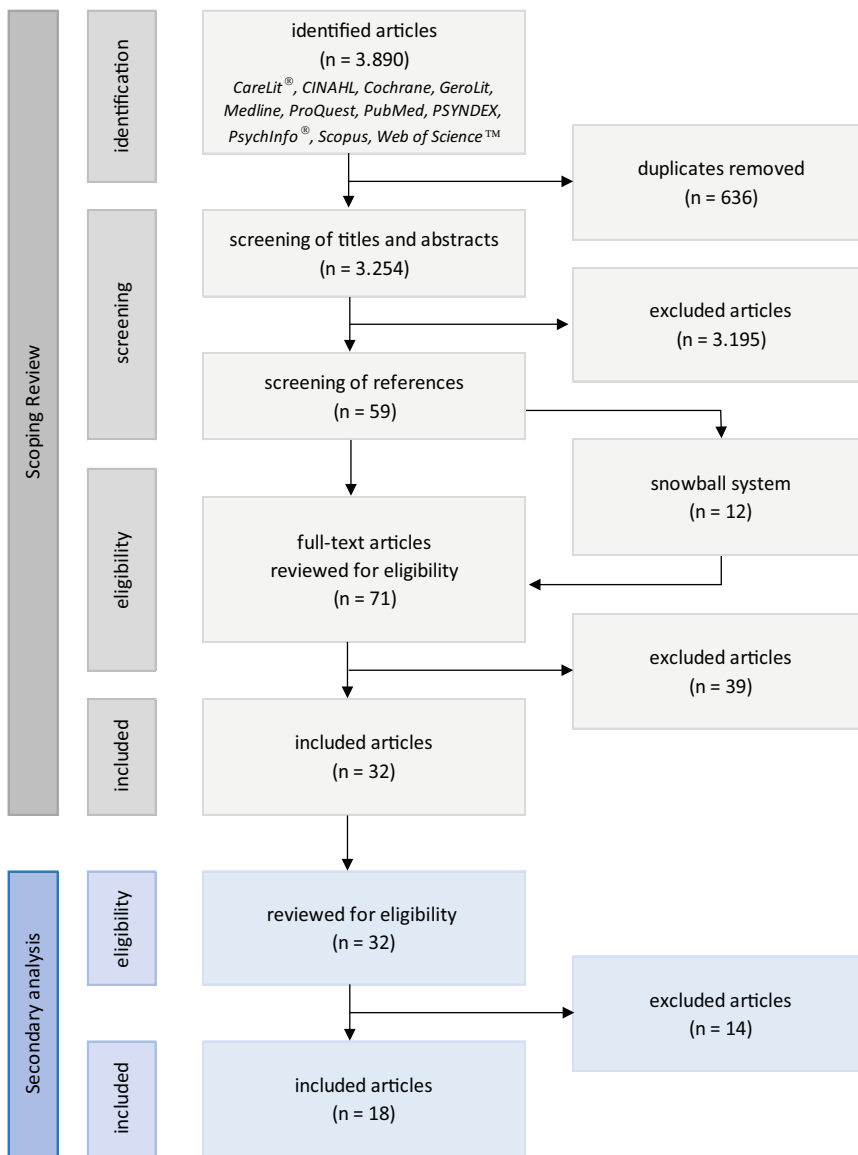 Scoping Review
identification
identified articles
(n = 3.890)
CareLit®, CINAHL, Cochrane, GeroLit,
Medline, ProQuest, PubMed, PSYNDEX,
PsychInfo®, Scopus, Web of Science™
duplicates removed
(n = 636)
screening
screening of titles and abstracts
(n = 3.254)
excluded articles
(n = 3.195)
screening of references
(n = 59)
snowball system
(n = 12)
eligibility
full-text articles
reviewed for eligibility
(n = 71)
excluded articles
(n = 39)
included
included articles
(n = 32)
Secondary analysis
eligibility
reviewed for eligibility
(n = 32)
excluded articles
(n = 14)
included
included articles
(n = 18)